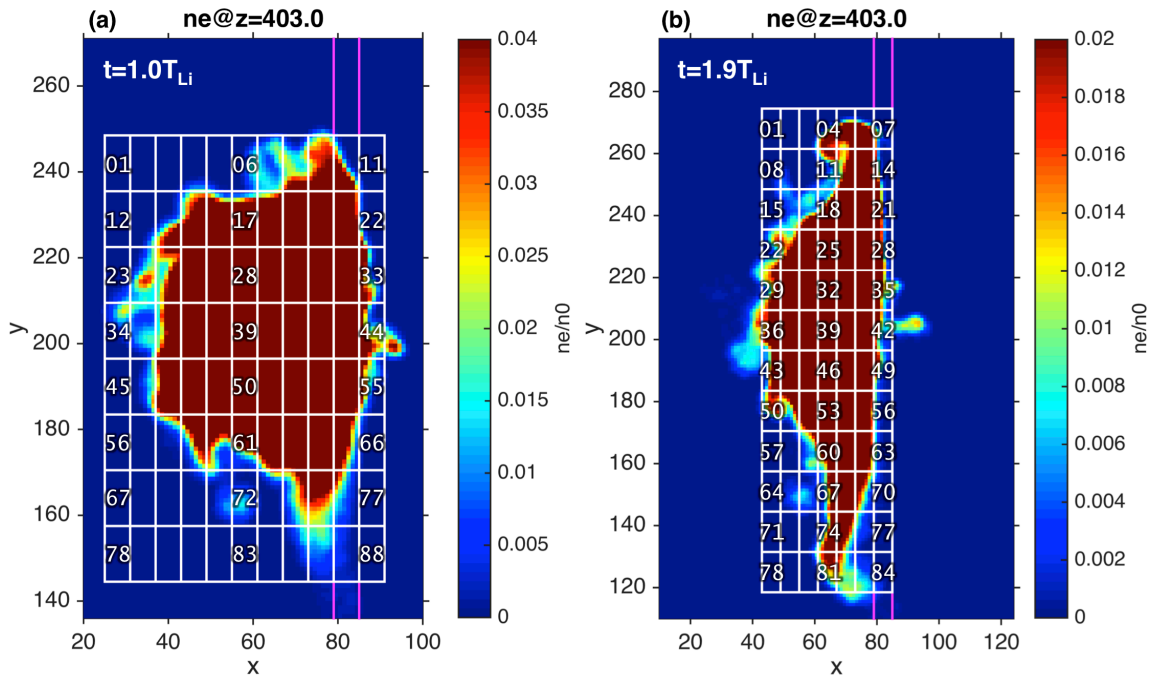 (a) ne@z=403.0
t=1.0T_Li
260
240
220
200
180
160
140
y
20 40 60 80 100
x
01 06 11
12 17 22
23 28 33
34 39 44
45 50 55
56 61 66
67 72 77
78 83 88
0.04
0.035
0.03
0.025
0.02
0.015
0.01
0.005
0
ne/n0
(b) ne@z=403.0
t=1.9T_Li
280
260
240
220
200
180
160
140
120
y
20 40 60 80 100 120
x
01 04 07
08 11 14
15 18 21
22 25 28
29 32 35
36 39 42
43 46 49
50 53 56
57 60 63
64 67 70
71 74 77
78 81 84
0.02
0.018
0.016
0.014
0.012
0.01
0.008
0.006
0.004
0.002
0
ne/n0